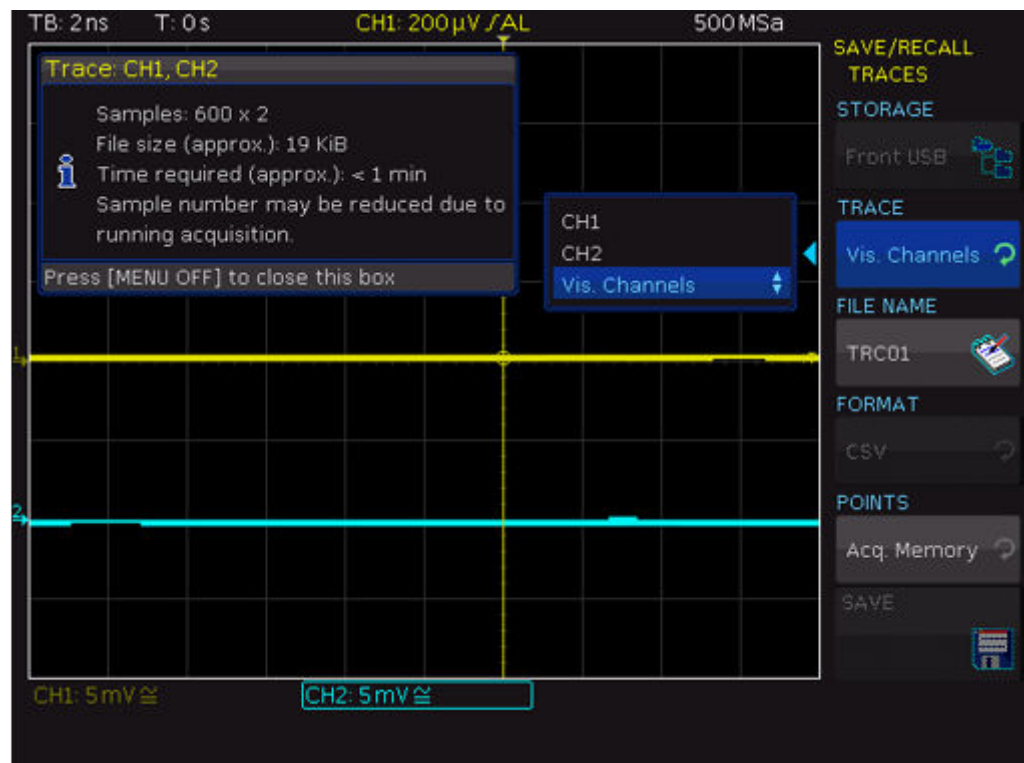 TB: 2ns T: 0s CH1: 200µV AL 500MSa
SAVE/RECALL
TRACES
Trace: CH1, CH2
Samples: 600 x 2
File size (approx.): 19 KiB
Time required (approx.): < 1 min
Sample number may be reduced due to
running acquisition.
Press [MENU OFF] to close this box
CH1
CH2
Vis. Channels
STORAGE
Front USB
TRACE
Vis. Channels
FILE NAME
TRC01
FORMAT
CSV
POINTS
Acq. Memory
SAVE
1
2
CH1: 5mV≅ CH2: 5mV≅